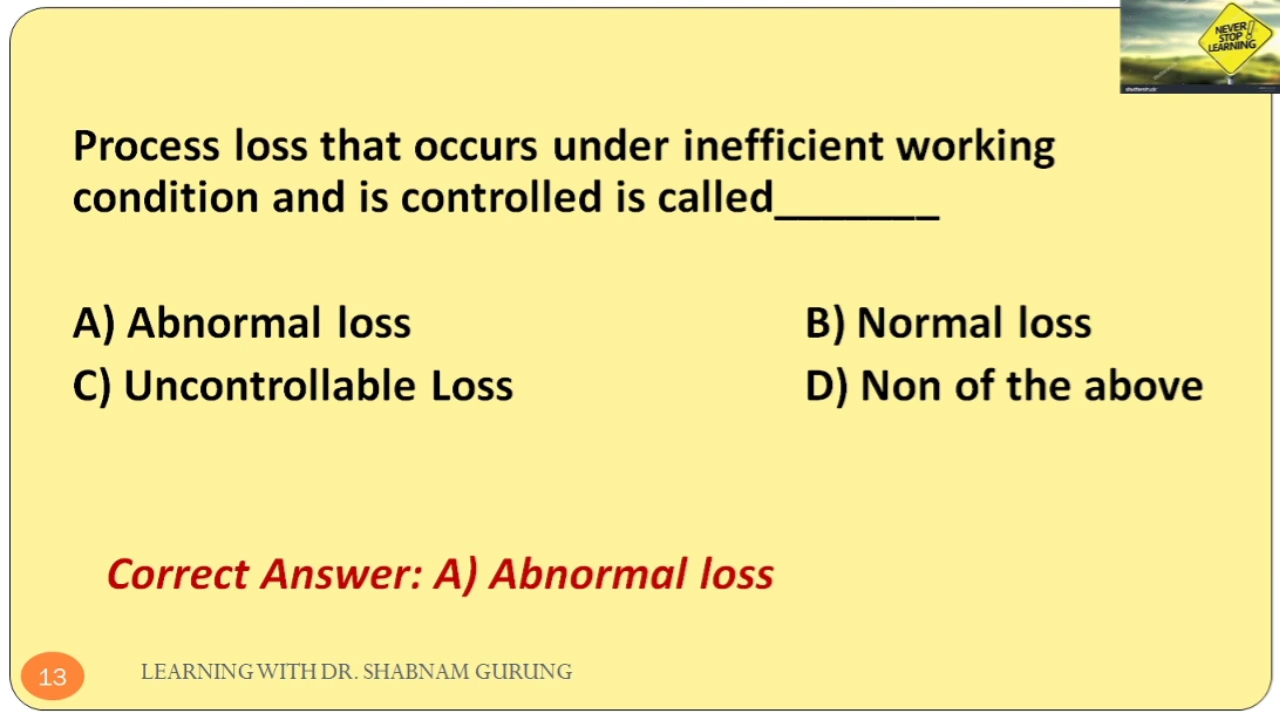 NEVER
STOP !
LEARNING
shutterstock
Process loss that occurs under inefficient working
condition and is controlled is called_______
A) Abnormal loss B) Normal loss
C) Uncontrollable Loss D) Non of the above
Correct Answer: A) Abnormal loss
13 LEARNING WITH DR. SHABNAM GURUNG